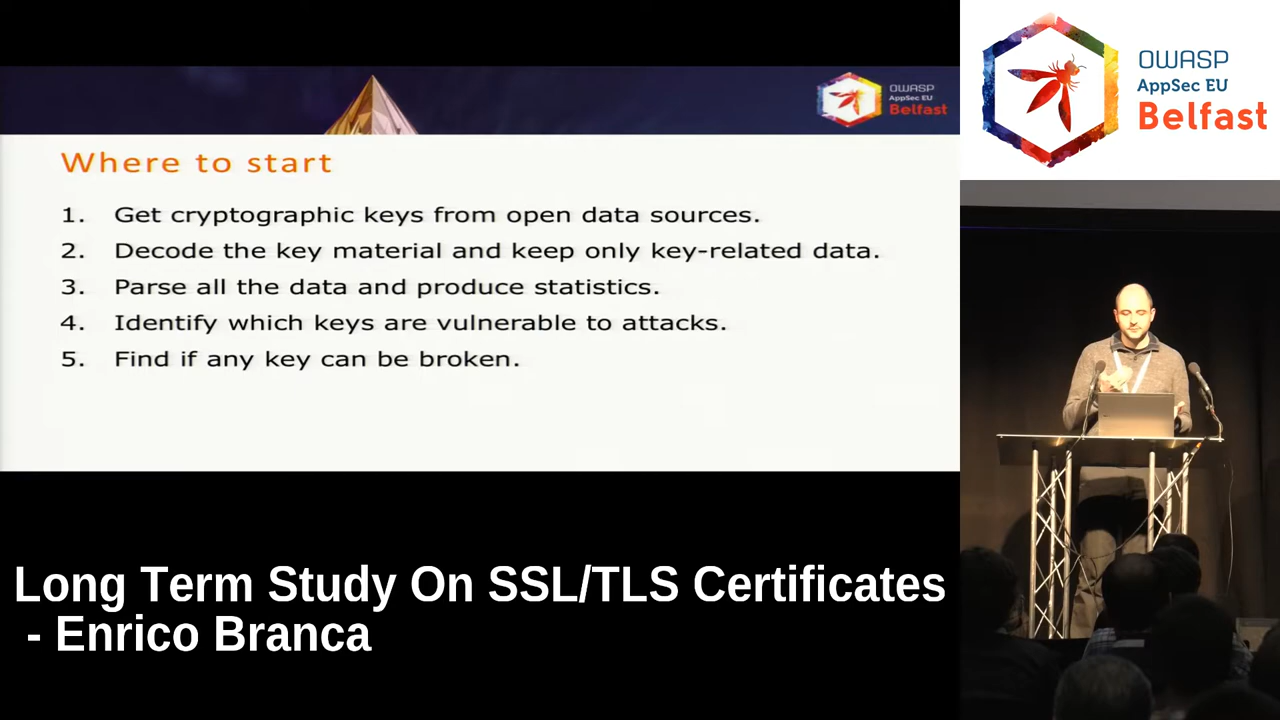 OWASP
AppSec EU
Belfast
Where to start
1. Get cryptographic keys from open data sources.
2. Decode the key material and keep only key-related data.
3. Parse all the data and produce statistics.
4. Identify which keys are vulnerable to attacks.
5. Find if any key can be broken.
OWASP
AppSec EU
Belfast
Long Term Study On SSL/TLS Certificates
- Enrico Branca